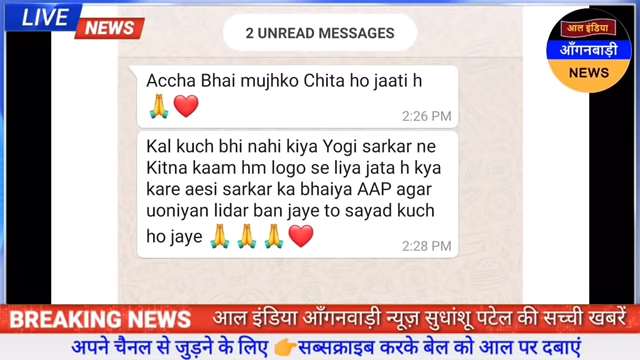 LIVE NEWS
2 UNREAD MESSAGES
आल इंडिया
आँगनबाड़ी
NEWS
Accha Bhai mujhko Chita ho jaati h
🙏❤️
2:26 PM
Kal kuch bhi nahi kiya Yogi sarkar ne
Kitna kaam hm logo se liya jata h kya
kare aesi sarkar ka bhaiya AAP agar
uoniyan lidar ban jaye to sayad kuch
ho jaye 🙏🙏🙏❤️
2:28 PM
BREAKING NEWS आल इंडिया आँगनवाड़ी न्यूज़ सुधांशू पटेल की सच्ची खबरें
अपने चैनल से जुड़ने के लिए 👉सब्सक्राइब करके बेल को आल पर दबाएं